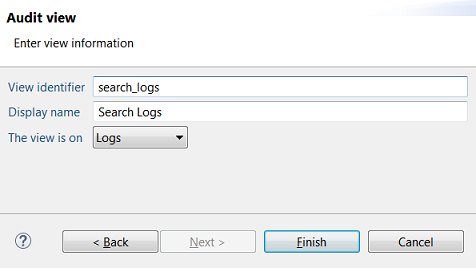 Audit view
Enter view information
View identifier search_logs
Display name Search Logs
The view is on Logs
? < Back Next > Finish Cancel